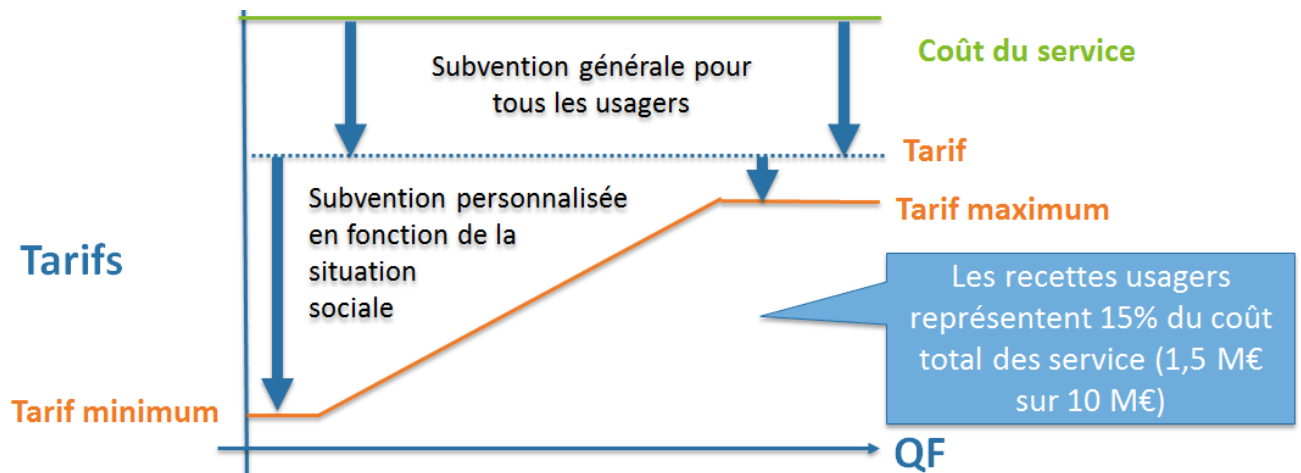 Coût du service
Subvention générale pour
tous les usagers
Tarif
Subvention personnalisée
en fonction de la
situation
sociale
Tarif maximum
Tarifs
Les recettes usagers
représentent 15% du coût
total des service (1,5 M€
sur 10 M€)
Tarif minimum
QF